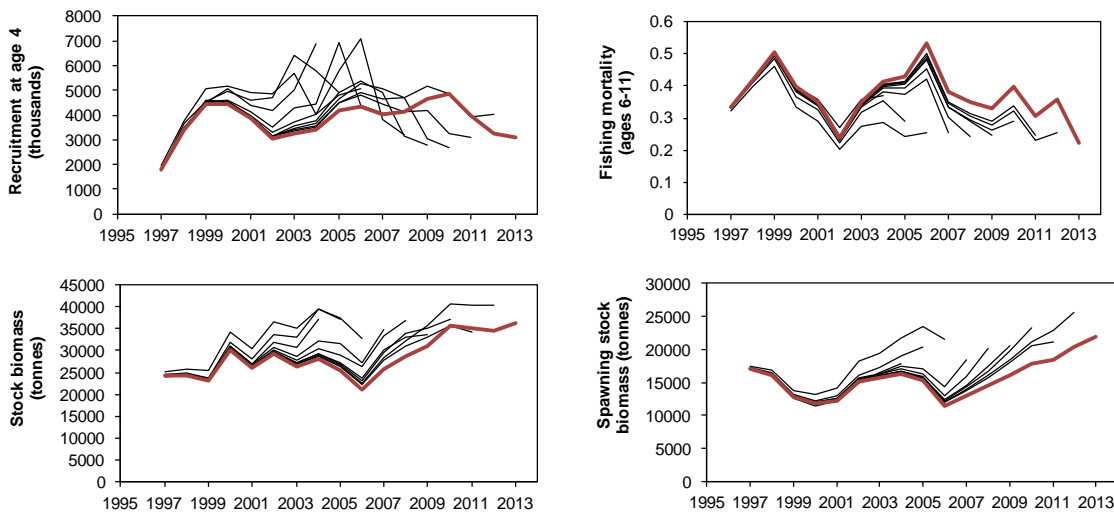 Recruitment at age 4
(thousands)
8000
7000
6000
5000
4000
3000
2000
1000
0
1995 1997 1999 2001 2003 2005 2007 2009 2011 2013
Fishing mortality
(ages 6-11)
0.6
0.5
0.4
0.3
0.2
0.1
0
1995 1997 1999 2001 2003 2005 2007 2009 2011 2013
Stock biomass
(tonnes)
45000
40000
35000
30000
25000
20000
15000
10000
5000
0
1995 1997 1999 2001 2003 2005 2007 2009 2011 2013
Spawning stock
biomass (tonnes)
30000
25000
20000
15000
10000
5000
0
1995 1997 1999 2001 2003 2005 2007 2009 2011 2013